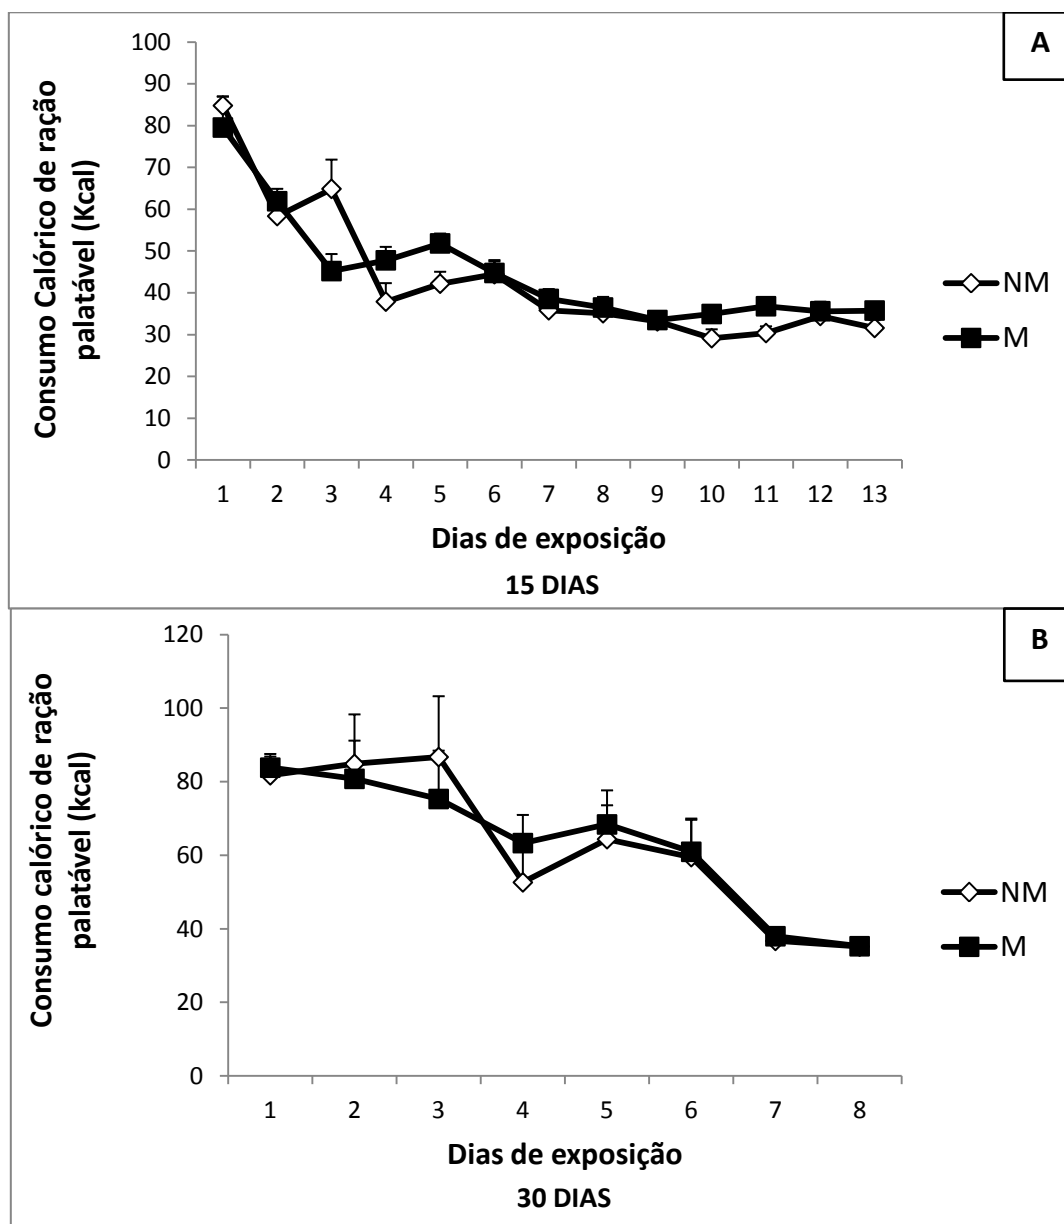 A
Consumo Calórico de ração
palatável (Kcal)
100
90
80
70
60
50
40
30
20
10
0
NM
M
1 2 3 4 5 6 7 8 9 10 11 12 13
Dias de exposição
15 DIAS
B
Consumo calórico de ração
palatável (kcal)
120
100
80
60
40
20
0
NM
M
1 2 3 4 5 6 7 8
Dias de exposição
30 DIAS